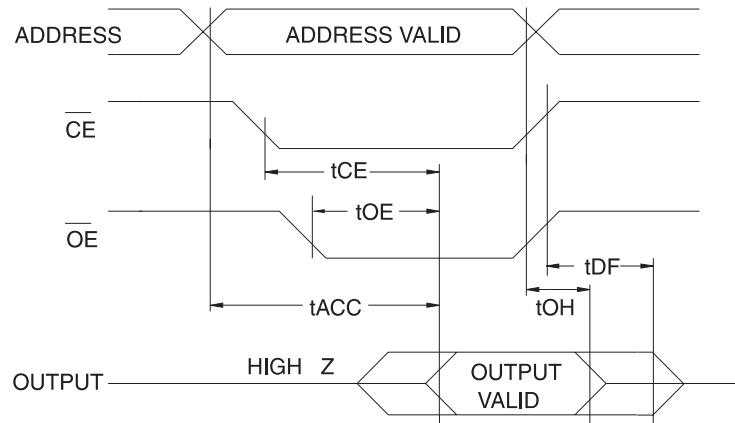 ADDRESS
ADDRESS VALID
CE
tCE
OE
tOE
tDF
tACC
tOH
HIGH Z
OUTPUT
OUTPUT
VALID